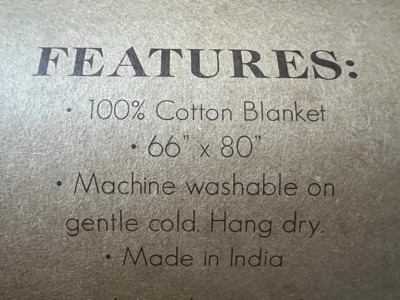 FEATURES:
• 100% Cotton Blanket
• 66" x 80"
• Machine washable on
gentle cold. Hang dry.
• Made in India